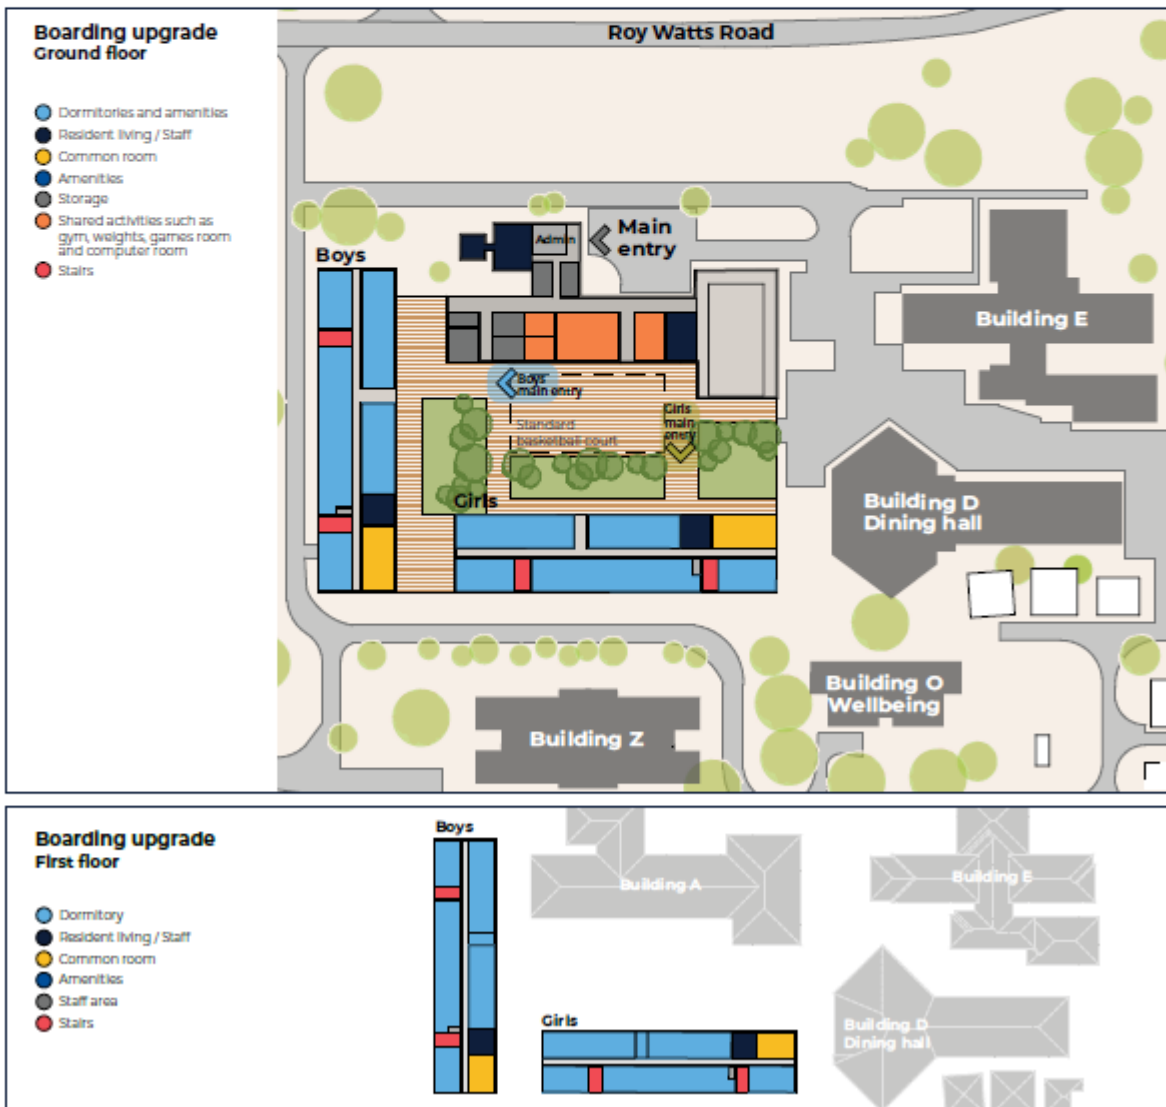 Boarding upgrade
Ground floor
Dormitories and amenities
Resident living / Staff
Common room
Amenities
Storage
Shared activities such as
gym, weights, games room
and computer room
Stairs
Roy Watts Road
Boys
Admin
Main
entry
Building E
Boys
main entry
Girls
main
entry
Standard
basketball court
Girls
Building D
Dining hall
Building O
Wellbeing
Building Z
Boarding upgrade
First floor
Dormitory
Resident living / Staff
Common room
Amenities
Staff area
Stairs
Boys
Building A
Building E
Girls
Building D
Dining hall